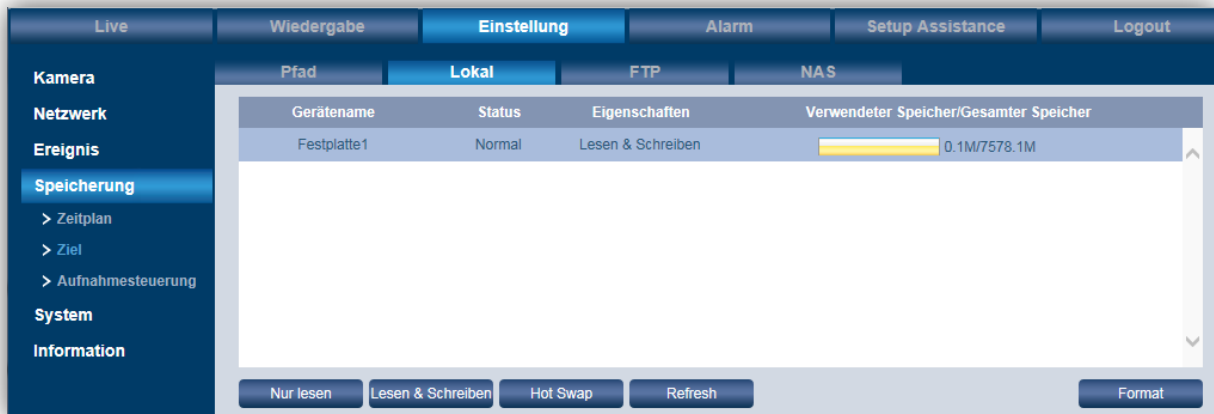 Live Wiedergabe Einstellung Alarm Setup Assistance Logout
Pfad Lokal FTP NAS
Kamera
Netzwerk
Ereignis
Speicherung
> Zeitplan
> Ziel
> Aufnahmesteuerung
System
Information
Gerätename Status Eigenschaften Verwendeter Speicher/Gesamter Speicher
Festplatte1 Normal Lesen & Schreiben 0.1M/7578.1M
Nur lesen Lesen & Schreiben Hot Swap Refresh Format